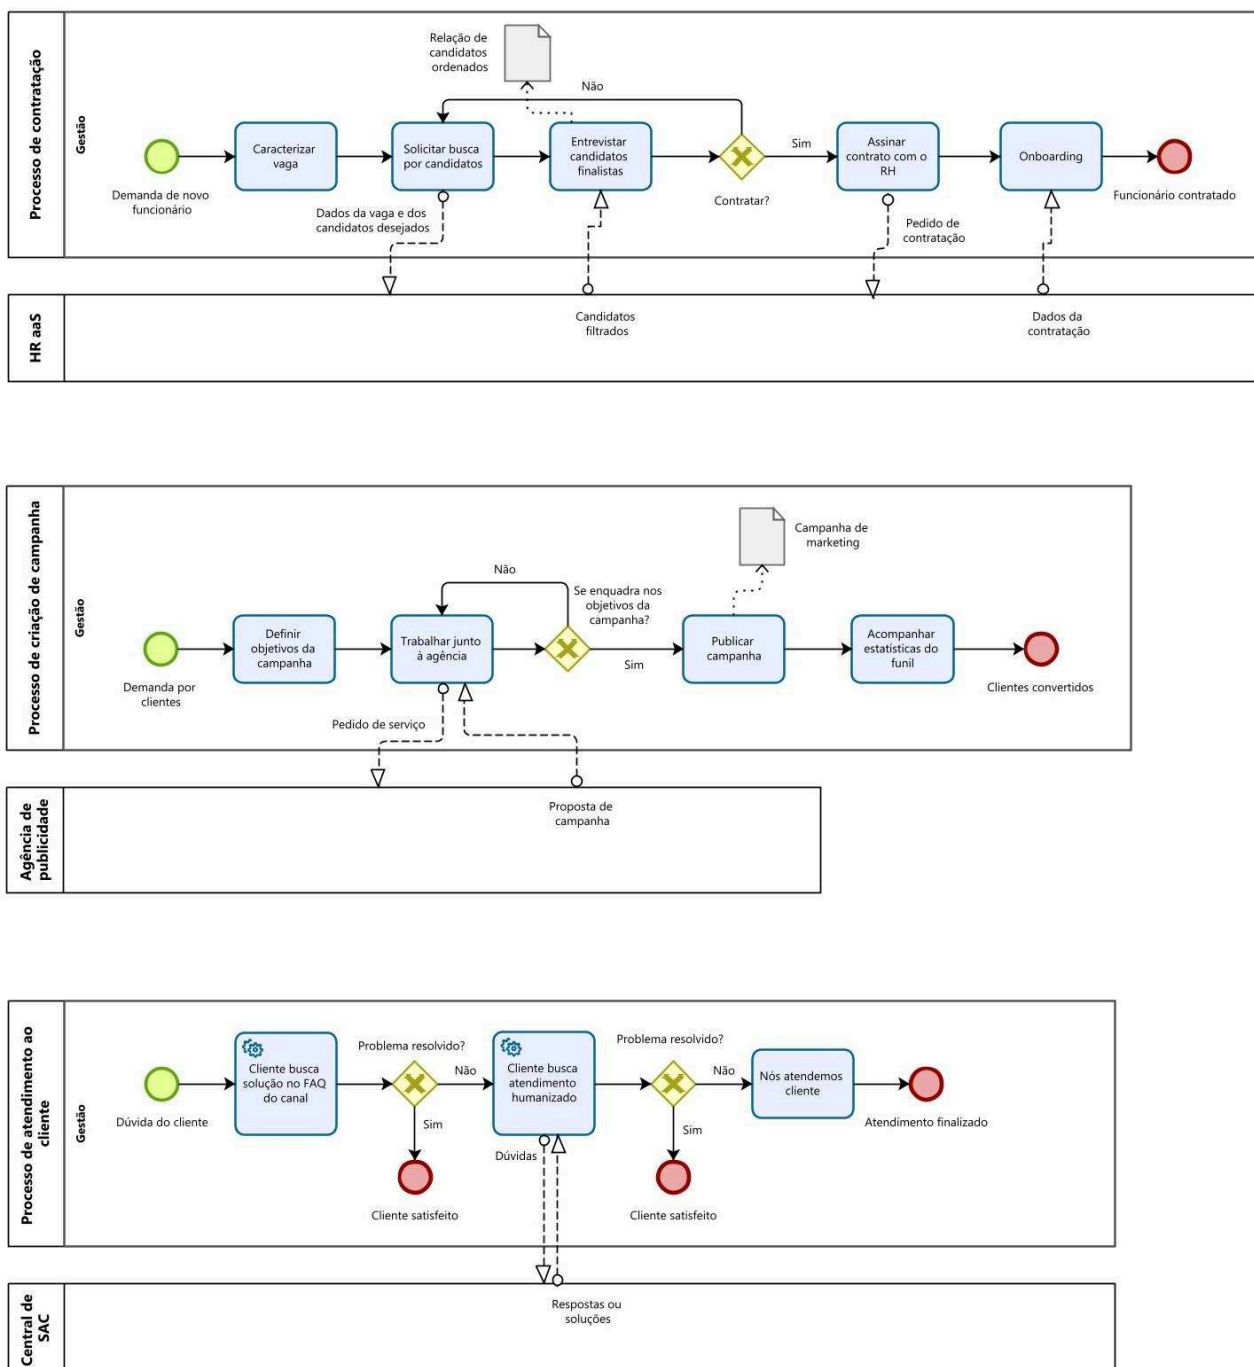 Processo de contratação
Gestão
Relação de
candidatos
ordenados
Não
Caracterizar
vaga
Solicitar busca
por candidatos
Entrevistar
candidatos
finalistas
Sim
Assinar
contrato com o
RH
Onboarding
Demanda de novo
funcionário
Dados da vaga e dos
candidatos desejados
Contratar?
Pedido de
contratação
Funcionário contratado
HR aaS
Candidatos
filtrados
Dados da
contratação
Processo de criação de campanha
Gestão
Campanha de
marketing
Não
Se enquadra nos
objetivos da
campanha?
Definir
objetivos da
campanha
Trabalhar junto
à agência
Sim
Publicar
campanha
Acompanhar
estatísticas do
funil
Demanda por
clientes
Clientes convertidos
Pedido de serviço
Agência de
publicidade
Proposta de
campanha
Processo de atendimento ao
cliente
Gestão
Dúvida do cliente
Cliente busca
solução no FAQ
do canal
Problema resolvido?
Não
Sim
Cliente satisfeito
Cliente busca
atendimento
humanizado
Dúvidas
Problema resolvido?
Não
Sim
Cliente satisfeito
Nós atendemos
cliente
Atendimento finalizado
Central de
SAC
Respostas ou
soluções